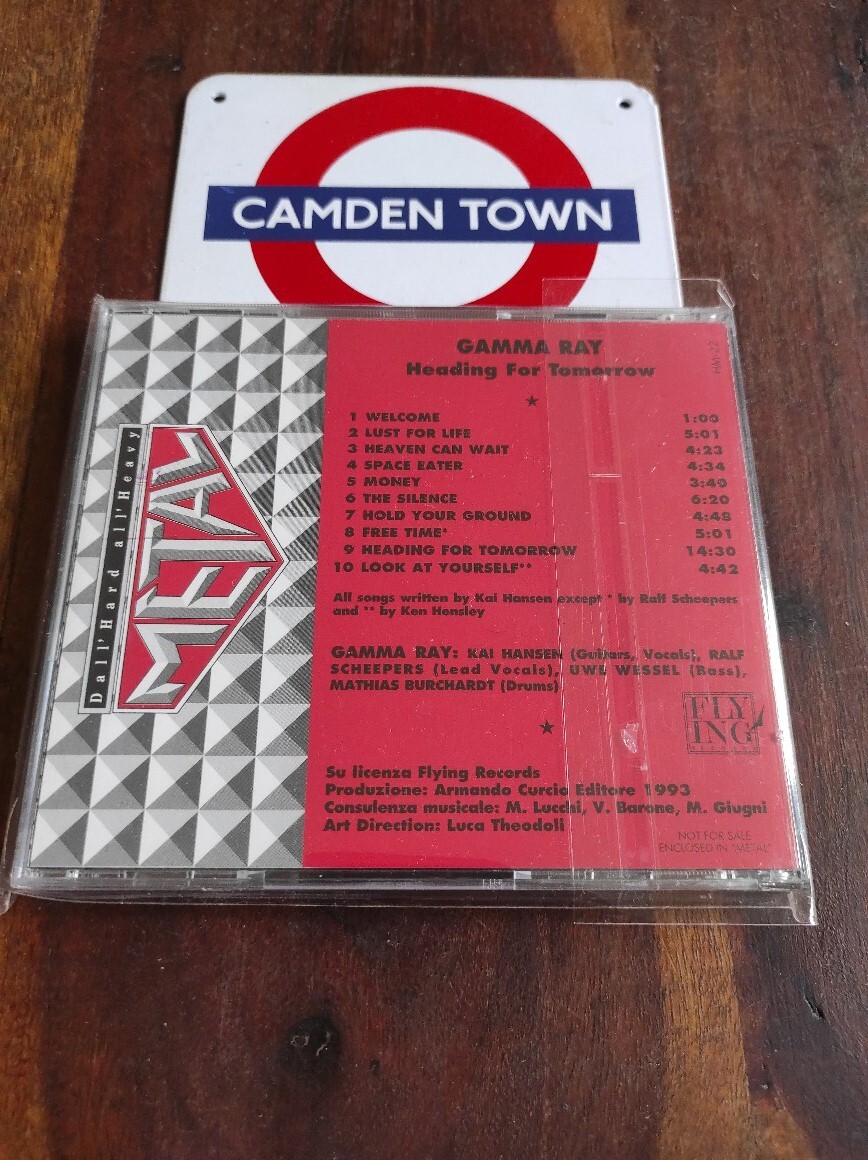 CAMDEN TOWN
GAMMA RAY
Heading For Tomorrow
1 WELCOME 1:00
2 LUST FOR LIFE 5:01
3 HEAVEN CAN WAIT 4:23
4 SPACE EATER 4:34
5 MONEY 3:40
6 THE SILENCE 6:20
7 HOLD YOUR GROUND 4:48
8 FREE TIME* 5:01
9 HEADING FOR TOMORROW 14:30
10 LOOK AT YOURSELF** 4:42
All songs written by Kai Hansen except * by Ralf Scheepers
and ** by Ken Hensley
GAMMA RAY: KAI HANSEN (Guitars, Vocals), RALF
SCHEEPERS (Lead Vocals), UWE WESSEL (Bass),
MATHIAS BURCHARDT (Drums)
FLY
ING
RECORDS
Su licenza Flying Records
Produzione: Armando Curcio Editore 1993
Consulenza musicale: M. Lucchi, V. Barone, M. Giugni
Art Direction: Luca Theodoli
NOT FOR SALE
ENCLOSED IN "METAL"
Dall' Hard all' Heavy
METAL